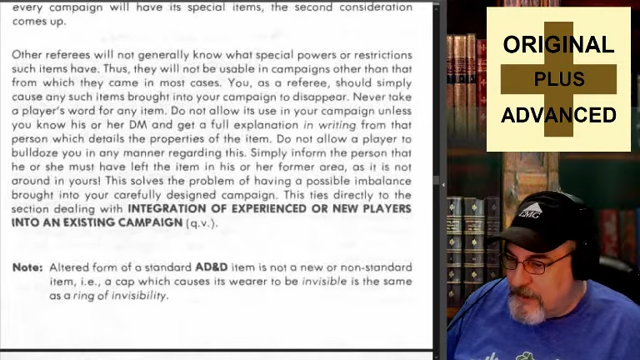 every campaign will have its special items, the second consideration
comes up.
Other referees will not generally know what special powers or restrictions
such items have. Thus, they will not be usable in campaigns other than that
from which they came in most cases. You, as a referee, should simply
cause any such items brought into your campaign to disappear. Never take
a player's word for any item. Do not allow its use in your campaign unless
you know his or her DM and get a full explanation in writing from that
person which details the properties of the item. Do not allow a player to
bulldoze you in any manner regarding this. Simply inform the person that
he or she must have left the item in his or her former area, as it is not
around in yours! This solves the problem of having a possible imbalance
brought into your carefully designed campaign. This ties directly to the
section dealing with INTEGRATION OF EXPERIENCED OR NEW PLAYERS
INTO AN EXISTING CAMPAIGN (q.v.).
Note: Altered form of a standard AD&D item is not a new or non-standard
item, i.e., a cap which causes its wearer to be invisible is the same
as a ring of invisibility.
ORIGINAL
PLUS
ADVANCED